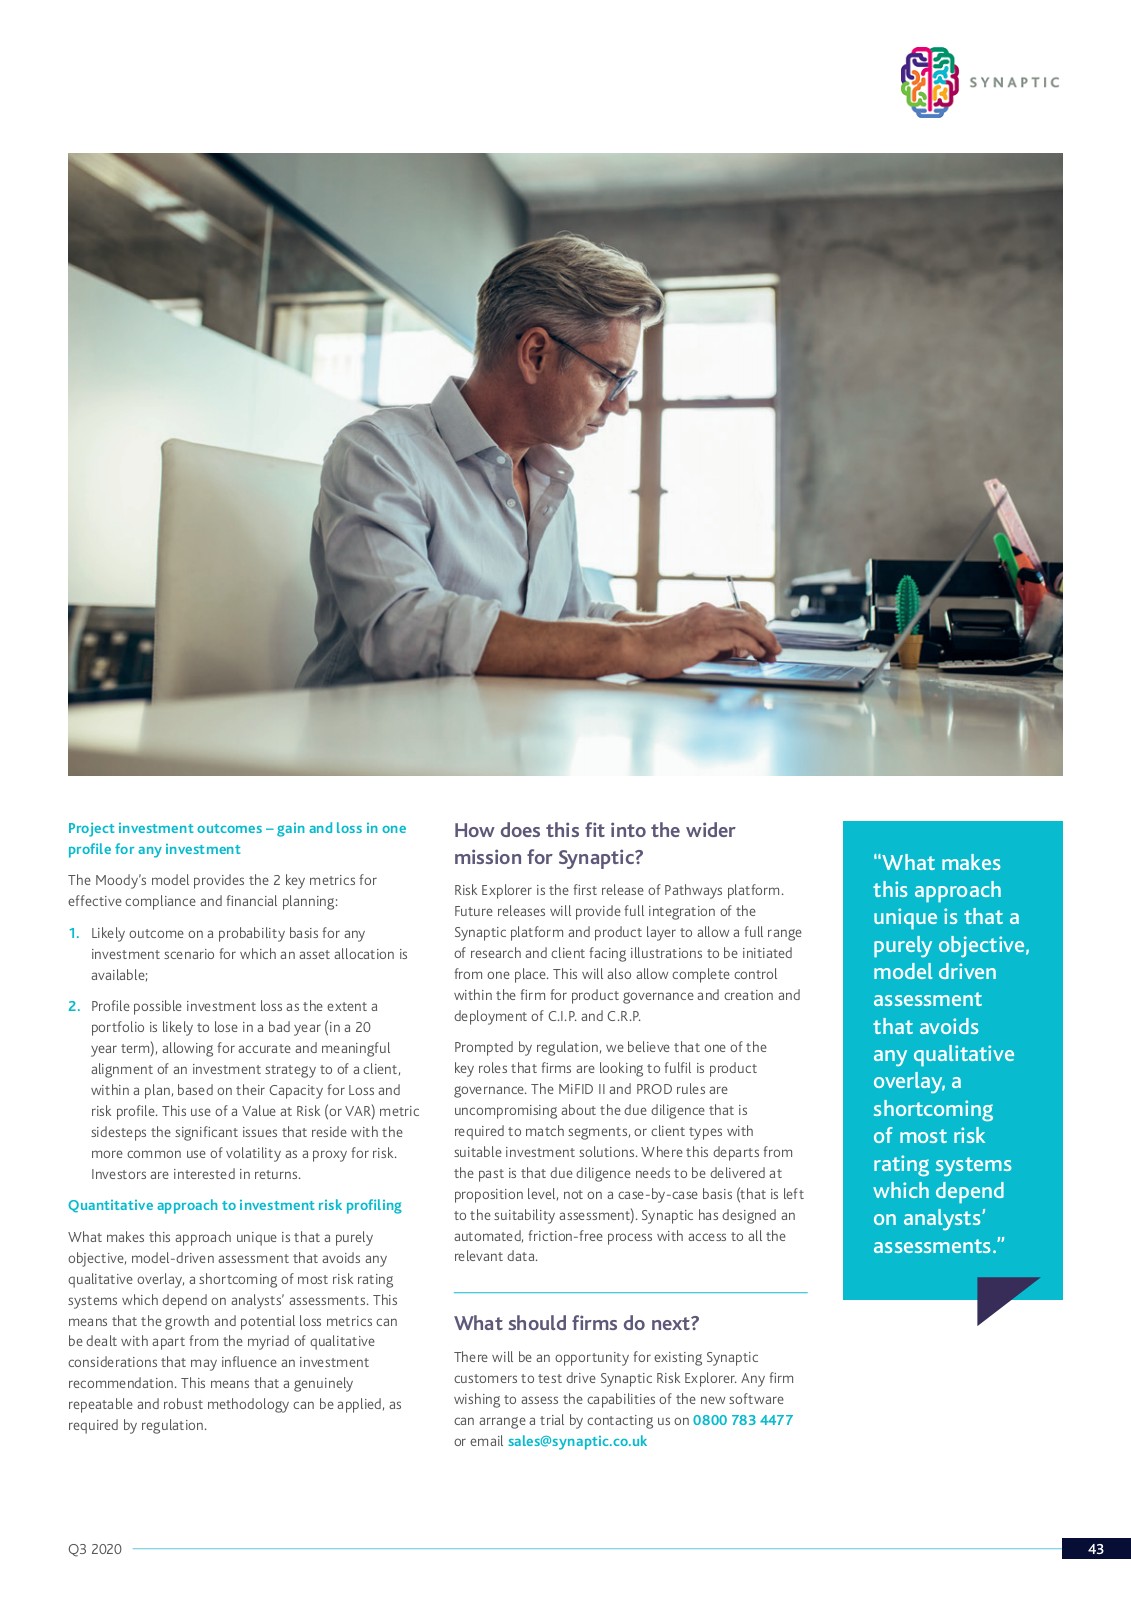 SYNAPTIC
Project investment outcomes – gain and loss in one
profile for any investment
The Moody's model provides the 2 key metrics for
effective compliance and financial planning:
1. Likely outcome on a probability basis for any
investment scenario for which an asset allocation is
available;
2. Profile possible investment loss as the extent a
portfolio is likely to lose in a bad year (in a 20
year term), allowing for accurate and meaningful
alignment of an investment strategy to of a client,
within a plan, based on their Capacity for Loss and
risk profile. This use of a Value at Risk (or VAR) metric
sidesteps the significant issues that reside with the
more common use of volatility as a proxy for risk.
Investors are interested in returns.
Quantitative approach to investment risk profiling
What makes this approach unique is that a purely
objective, model-driven assessment that avoids any
qualitative overlay, a shortcoming of most risk rating
systems which depend on analysts' assessments. This
means that the growth and potential loss metrics can
be dealt with apart from the myriad of qualitative
considerations that may influence an investment
recommendation. This means that a genuinely
repeatable and robust methodology can be applied, as
required by regulation.
How does this fit into the wider
mission for Synaptic?
Risk Explorer is the first release of Pathways platform.
Future releases will provide full integration of the
Synaptic platform and product layer to allow a full range
of research and client facing illustrations to be initiated
from one place. This will also allow complete control
within the firm for product governance and creation and
deployment of C.I.P. and C.R.P.
Prompted by regulation, we believe that one of the
key roles that firms are looking to fulfil is product
governance. The MiFID II and PROD rules are
uncompromising about the due diligence that is
required to match segments, or client types with
suitable investment solutions. Where this departs from
the past is that due diligence needs to be delivered at
proposition level, not on a case-by-case basis (that is left
to the suitability assessment). Synaptic has designed an
automated, friction-free process with access to all the
relevant data.
What should firms do next?
There will be an opportunity for existing Synaptic
customers to test drive Synaptic Risk Explorer. Any firm
wishing to assess the capabilities of the new software
can arrange a trial by contacting us on 0800 783 4477
or email sales@synaptic.co.uk
“What makes
this approach
unique is that a
purely objective,
model driven
assessment
that avoids
any qualitative
overlay, a
shortcoming
of most risk
rating systems
which depend
on analysts’
assessments.”
Q3 2020
43